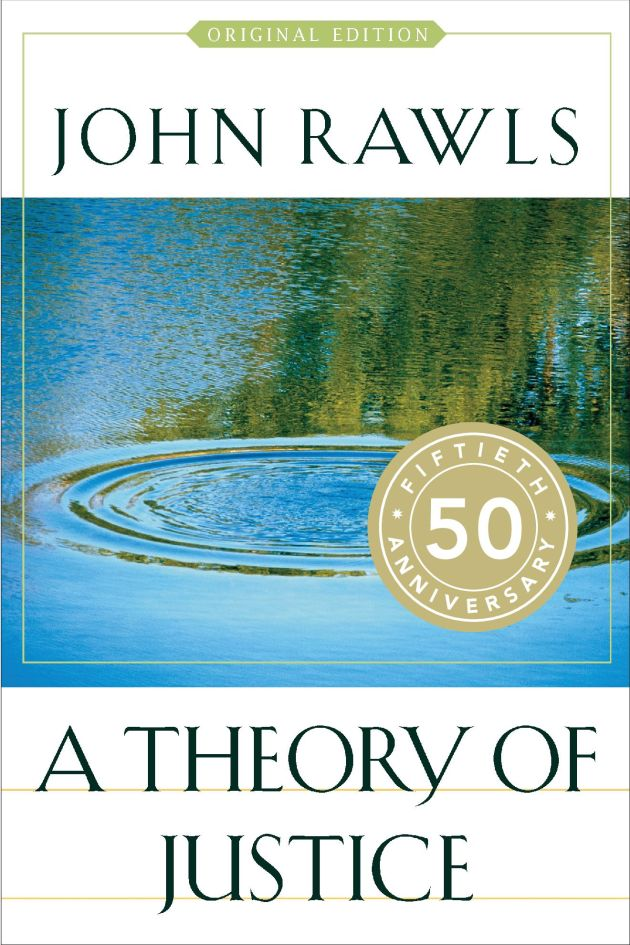 ORIGINAL EDITION
JOHN RAWLS
FIFTIETH
50
ANNIVERSARY
A THEORY OF
JUSTICE